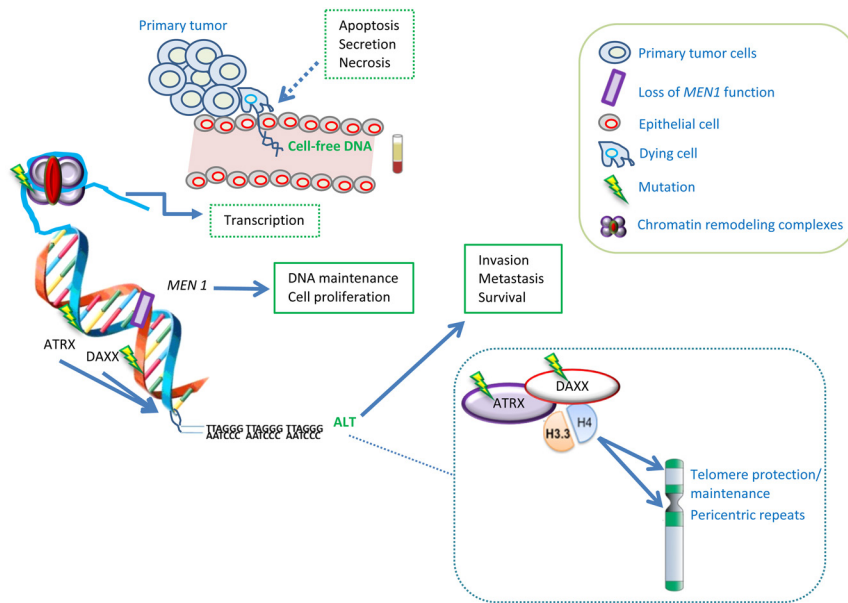 Primary tumor
Apoptosis
Secretion
Necrosis
Cell-free DNA
Primary tumor cells
Loss of MEN1 function
Epithelial cell
Dying cell
Mutation
Chromatin remodeling complexes
Transcription
MEN 1
DNA maintenance
Cell proliferation
Invasion
Metastasis
Survival
ATRX
DAXX
TTAGGG TTAGGG TTAGGG
AATCCC AATCCC AATCCC
ALT
DAXX
ATRX
H3.3
H4
Telomere protection/
maintenance
Pericentric repeats